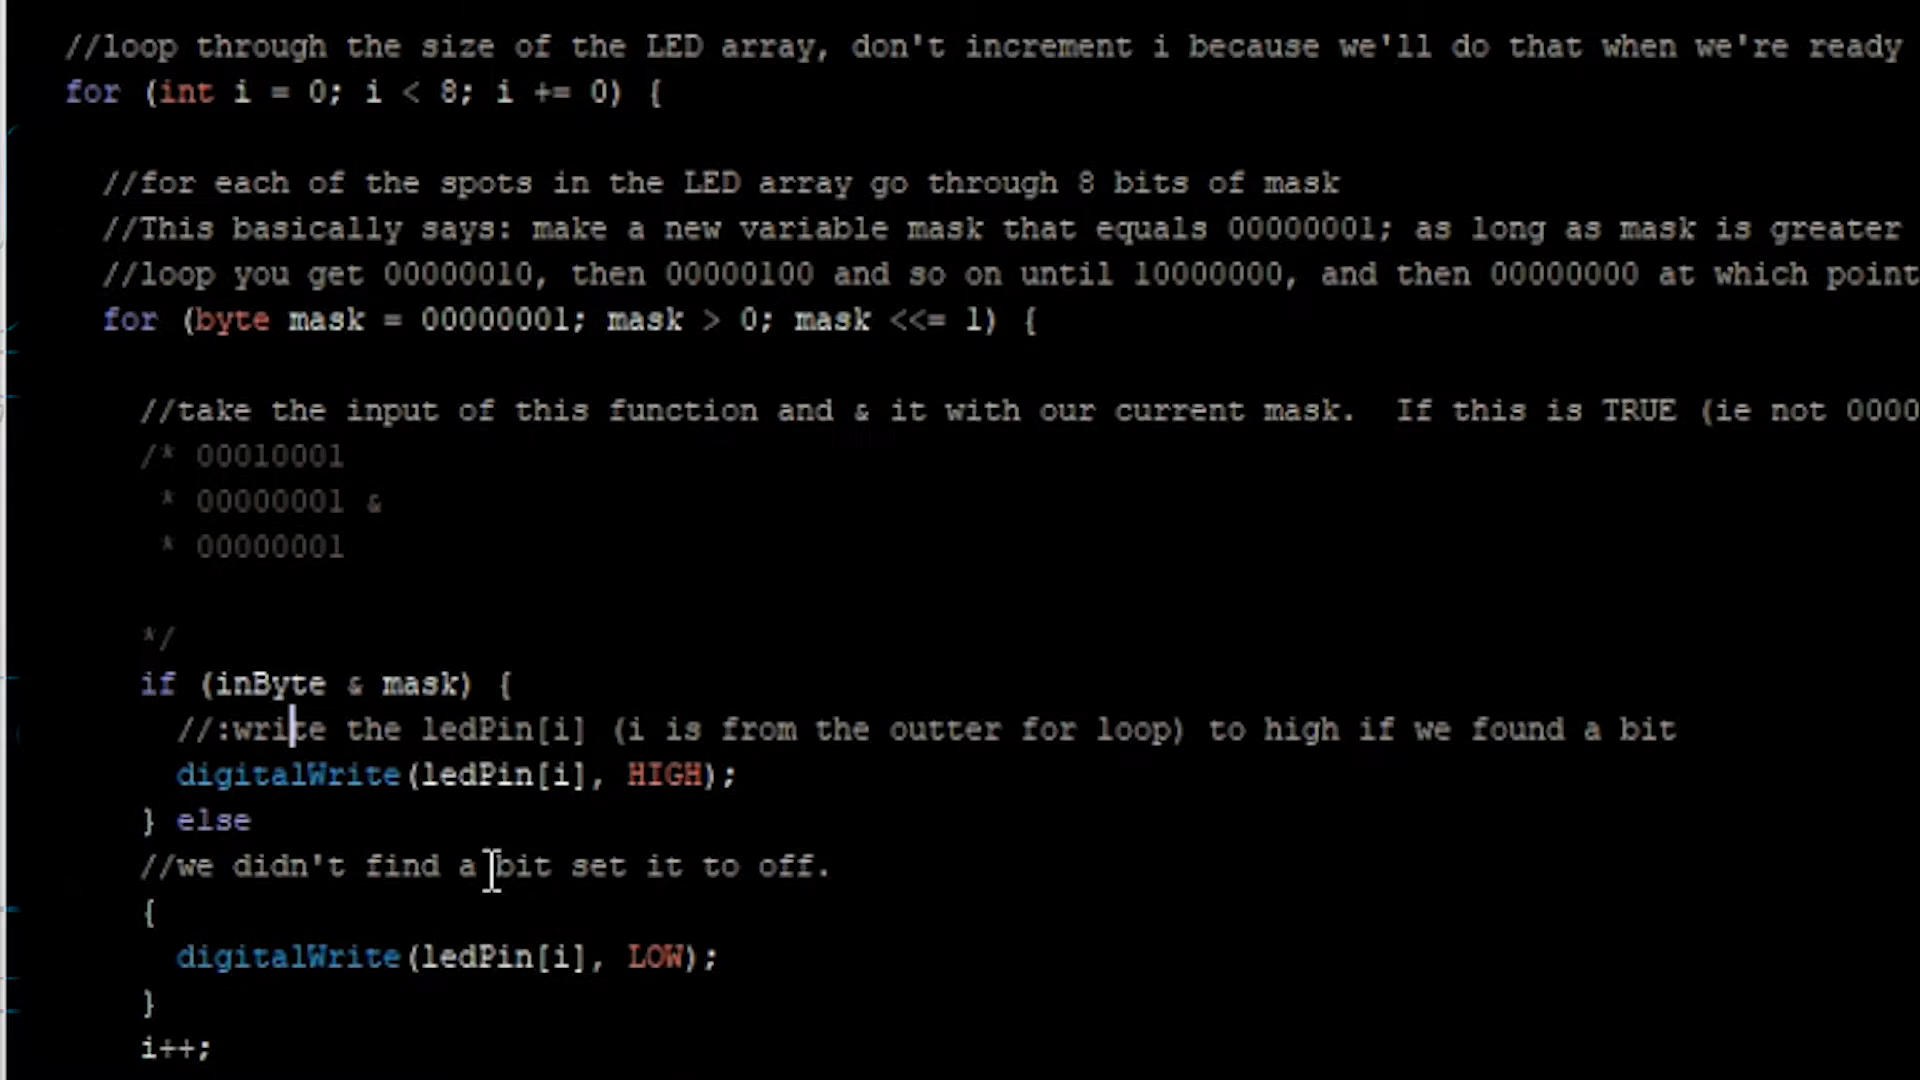 //loop through the size of the LED array, don't increment i because we'll do that when we're ready
for (int i = 0; i < 8; i += 0) {
//for each of the spots in the LED array go through 8 bits of mask
//This basically says: make a new variable mask that equals 00000001; as long as mask is greater
//loop you get 00000010, then 00000100 and so on until 10000000, and then 00000000 at which point
for (byte mask = 00000001; mask > 0; mask <<= 1) {
//take the input of this function and & it with our current mask.  If this is TRUE (ie not 0000
/* 00010001
* 00000001 &
* 00000001
*/
if (inByte & mask) {
//:write the ledPin[i] (i is from the outter for loop) to high if we found a bit
digitalWrite(ledPin[i], HIGH);
} else
//we didn't find a bit set it to off.
{
digitalWrite(ledPin[i], LOW);
}
i++;